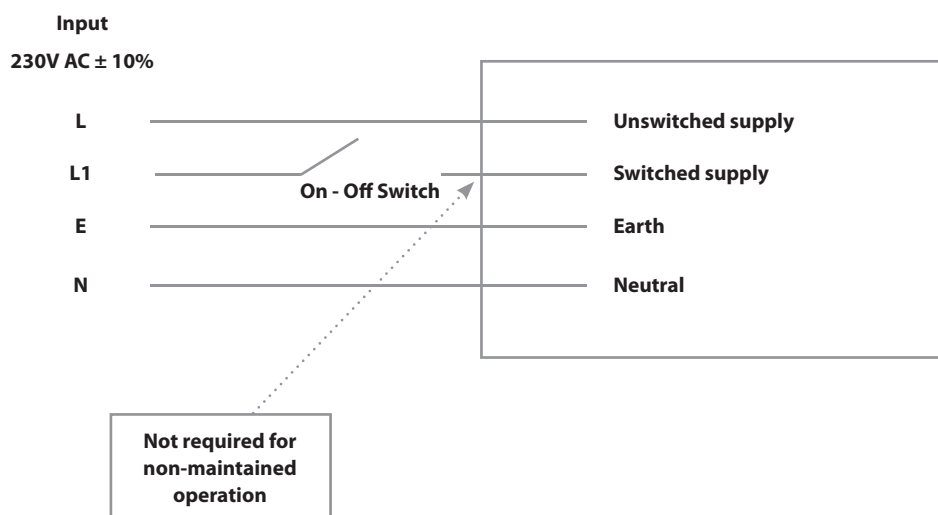 Input
230V AC ± 10%
L
Unswitched supply
L1
On - Off Switch
Switched supply
E
Earth
N
Neutral
Not required for
non-maintained
operation